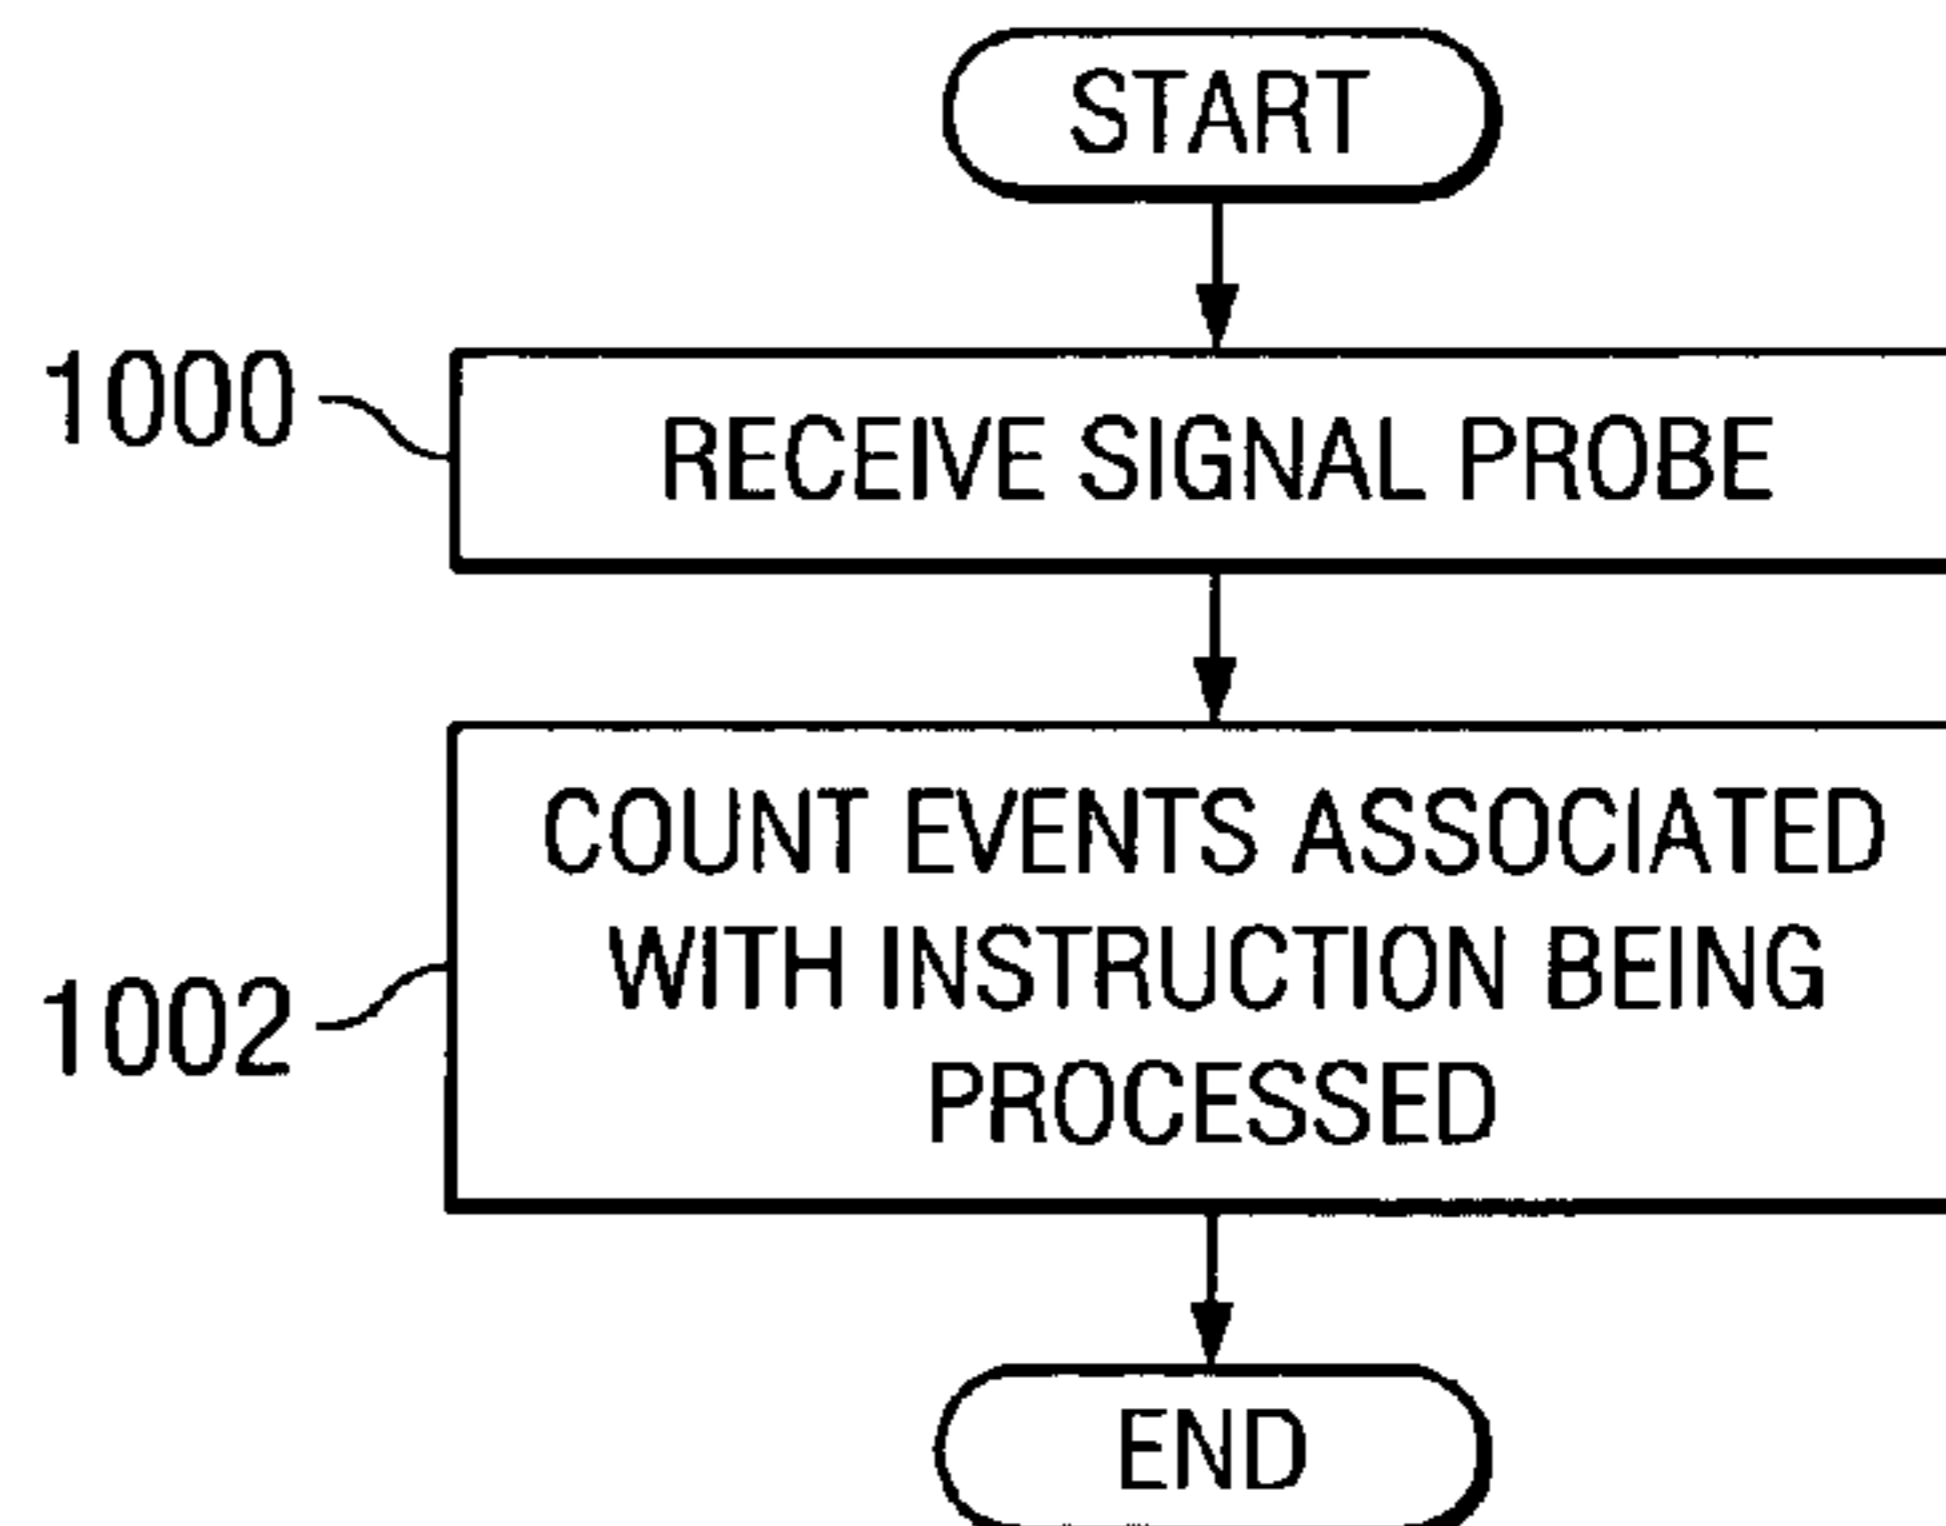 START
1000
RECEIVE SIGNAL PROBE
COUNT EVENTS ASSOCIATED
WITH INSTRUCTION BEING
PROCESSED
1002
END